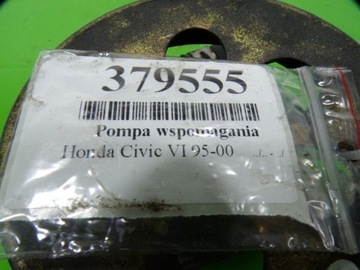 379555
Pompa wspomagania
Honda Civic VI 95-00